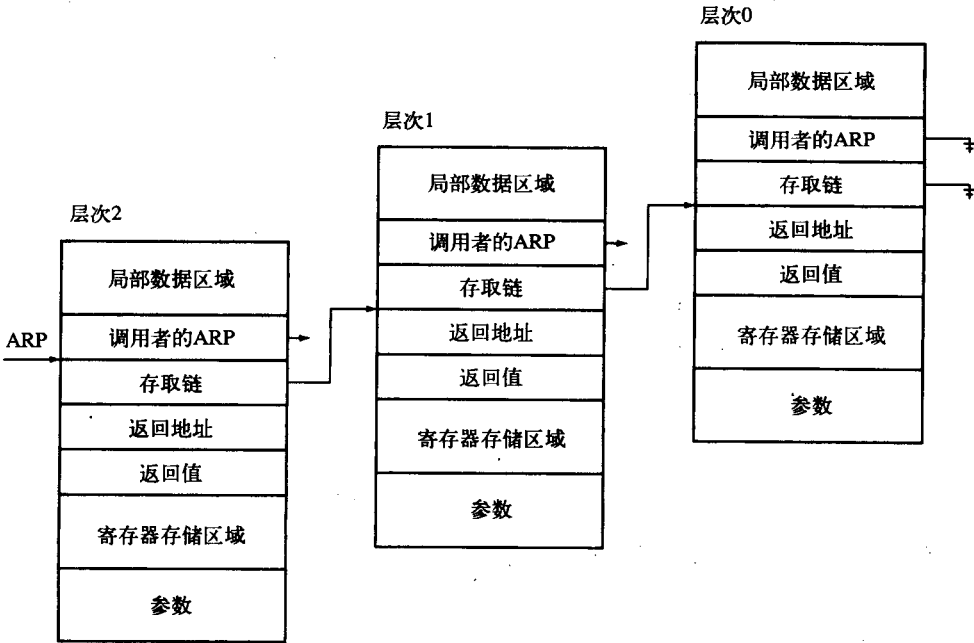 层次0
局部数据区域
调用者的ARP
存取链
返回地址
返回值
寄存器存储区域
参数
层次1
局部数据区域
调用者的ARP
存取链
返回地址
返回值
寄存器存储区域
参数
层次2
局部数据区域
ARP
调用者的ARP
存取链
返回地址
返回值
寄存器存储区域
参数